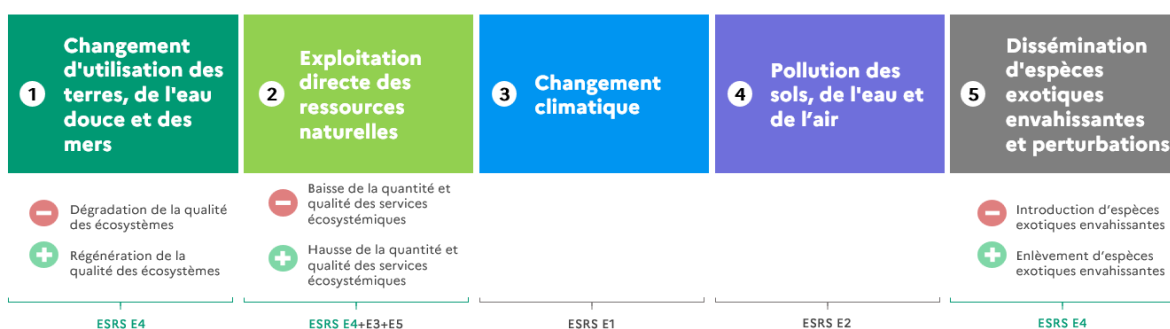 1
Changement
d'utilisation des
terres, de l'eau
douce et des
mers
2
Exploitation
directe des
ressources
naturelles
3
Changement
climatique
4
Pollution des
sols, de l'eau et
de l’air
5
Dissémination
d'espèces
exotiques
envahissantes
et perturbations
Dégradation de la qualité
des écosystèmes
Régénération de la
qualité des écosystèmes
Baisse de la quantité et
qualité des services
écosystémiques
Hausse de la quantité et
qualité des services
écosystémiques
Introduction d’espèces
exotiques envahissantes
Enlèvement d’espèces
exotiques envahissantes
ESRS E4
ESRS E4+E3+E5
ESRS E1
ESRS E2
ESRS E4